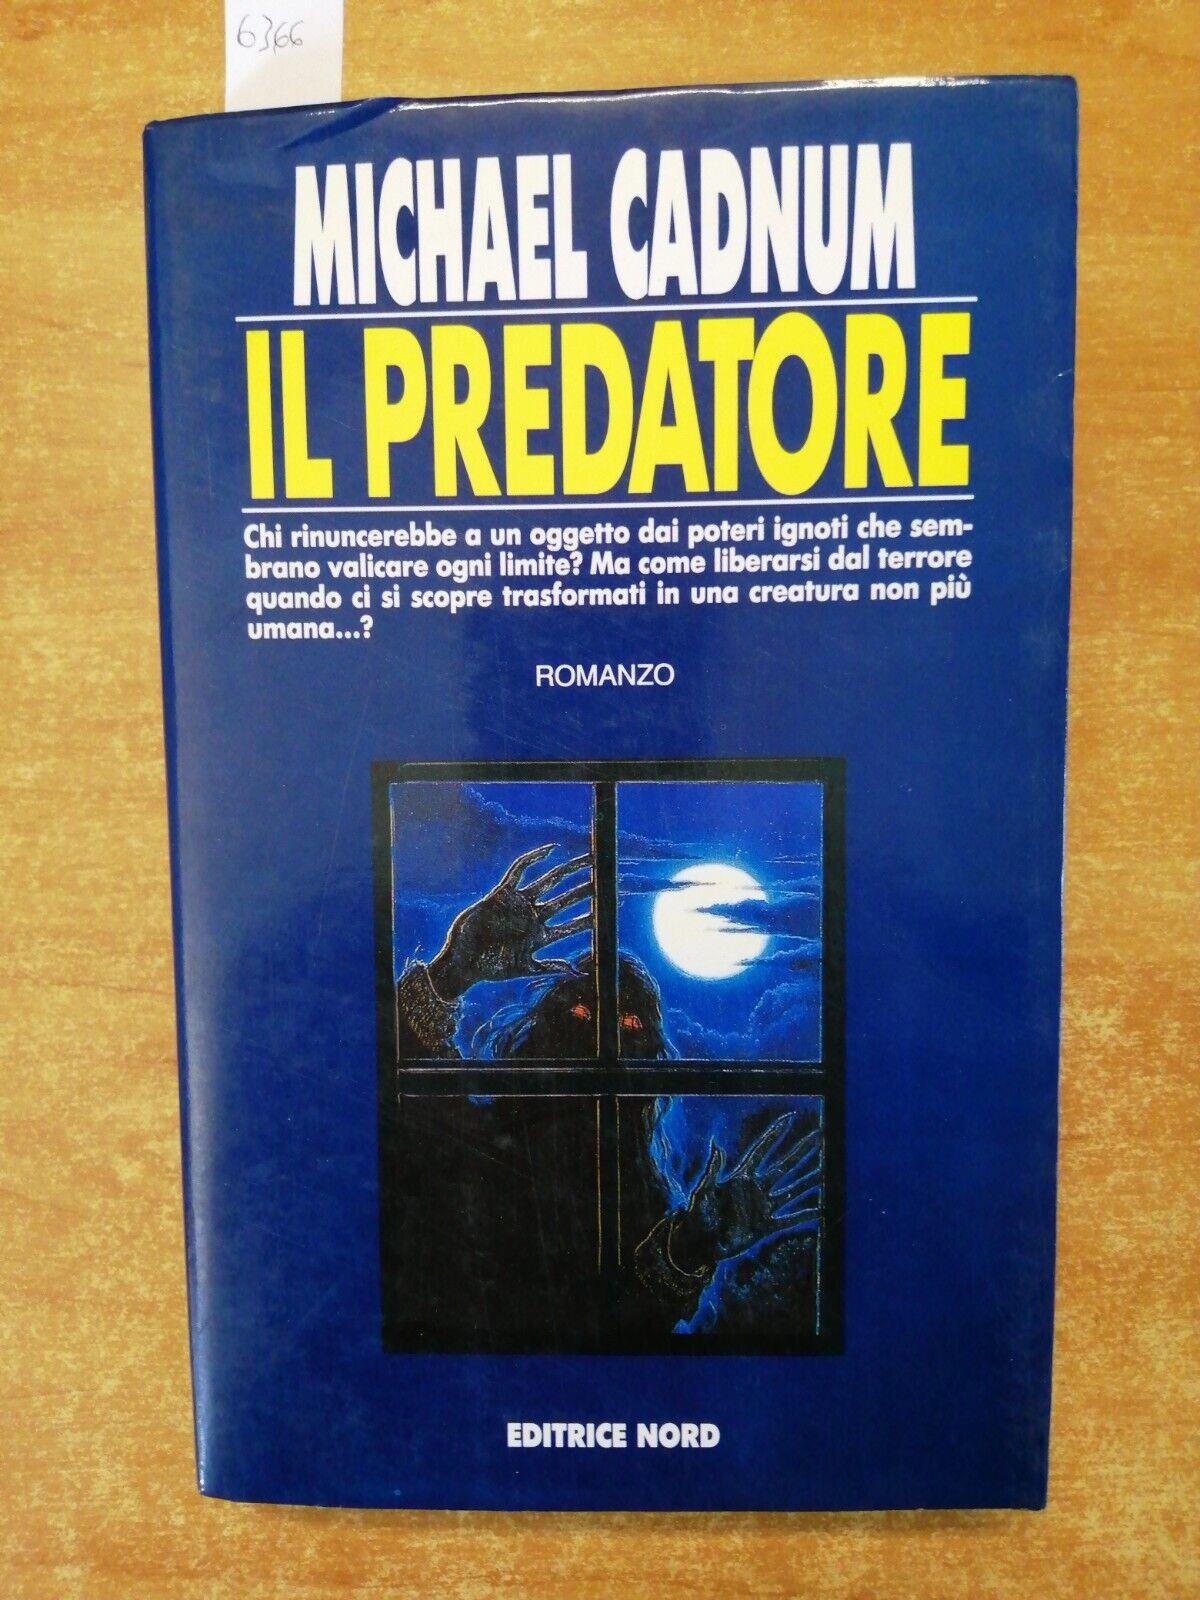 6366
MICHAEL CADNUM
IL PREDATORE
Chi rinuncerebbe a un oggetto dai poteri ignoti che sem-
brano valicare ogni limite? Ma come liberarsi dal terrore
quando ci si scopre trasformati in una creatura non più
umana...?
ROMANZO
EDITRICE NORD